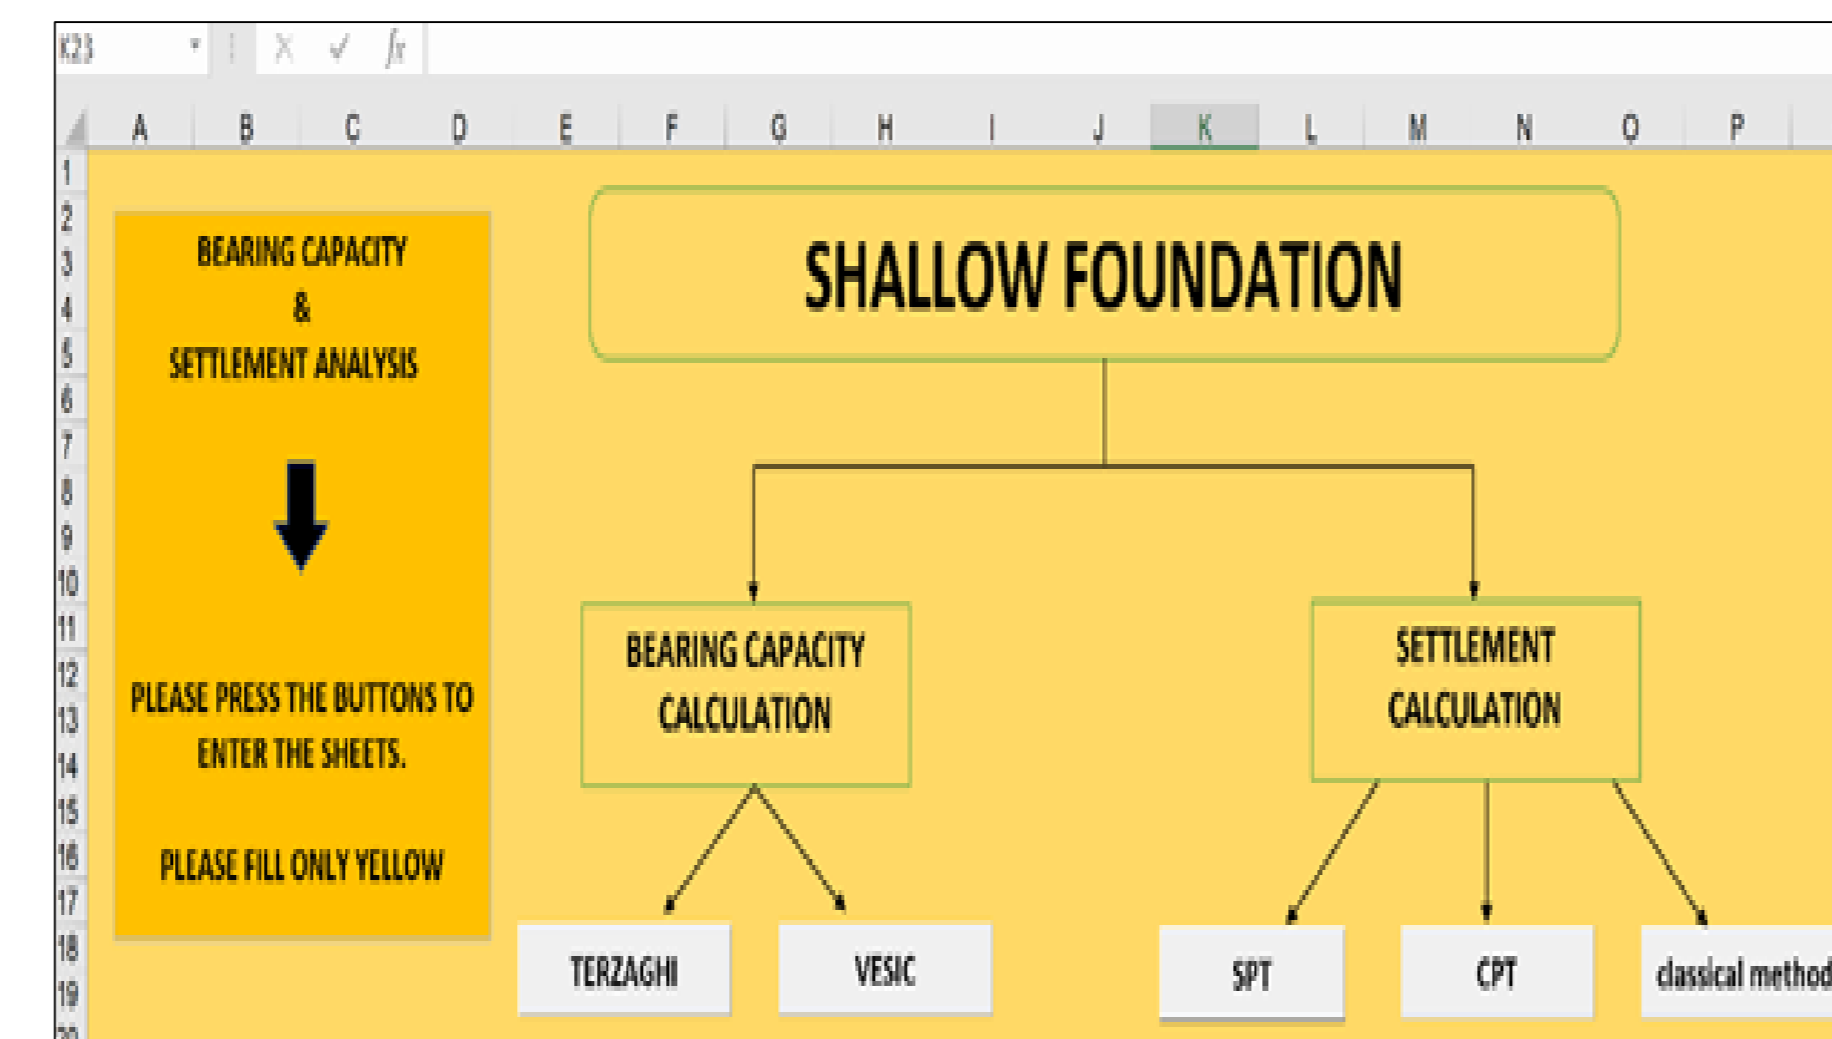 K23
fx
A B C D E F G H I J K L M N O P
1
2
3
4
5
6
7
8
9
10
11
12
13
14
15
16
17
18
19
20
BEARING CAPACITY
&
SETTLEMENT ANALYSIS
PLEASE PRESS THE BUTTONS TO
ENTER THE SHEETS.
PLEASE FILL ONLY YELLOW
SHALLOW FOUNDATION
BEARING CAPACITY
CALCULATION
SETTLEMENT
CALCULATION
TERZAGHI
VESIC
SPT
CPT
classical method